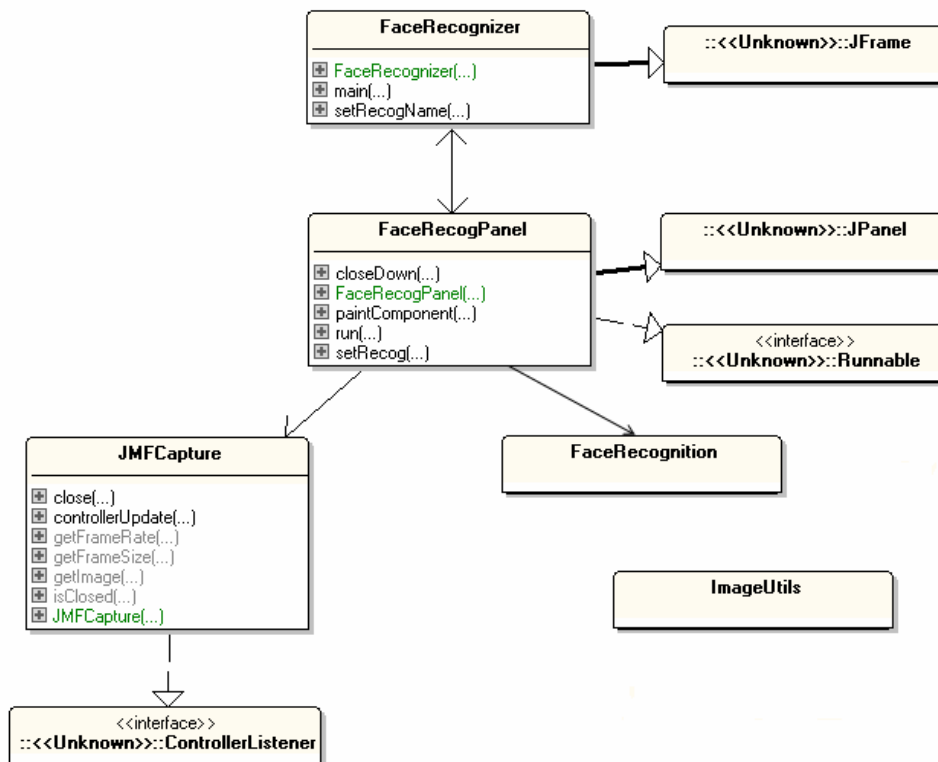 FaceRecognizer
FaceRecognizer(...)
main(...)
setRecogName(...)
::<<Unknown>>::JFrame
FaceRecogPanel
closeDown(...)
FaceRecogPanel(...)
paintComponent(...)
run(...)
setRecog(...)
::<<Unknown>>::JPanel
<<interface>>
::<<Unknown>>::Runnable
JMFCapture
close(...)
controllerUpdate(...)
getFrameRate(...)
getFrameSize(...)
getImage(...)
isClosed(...)
JMFCapture(...)
FaceRecognition
ImageUtils
<<interface>>
::<<Unknown>>::ControllerListener